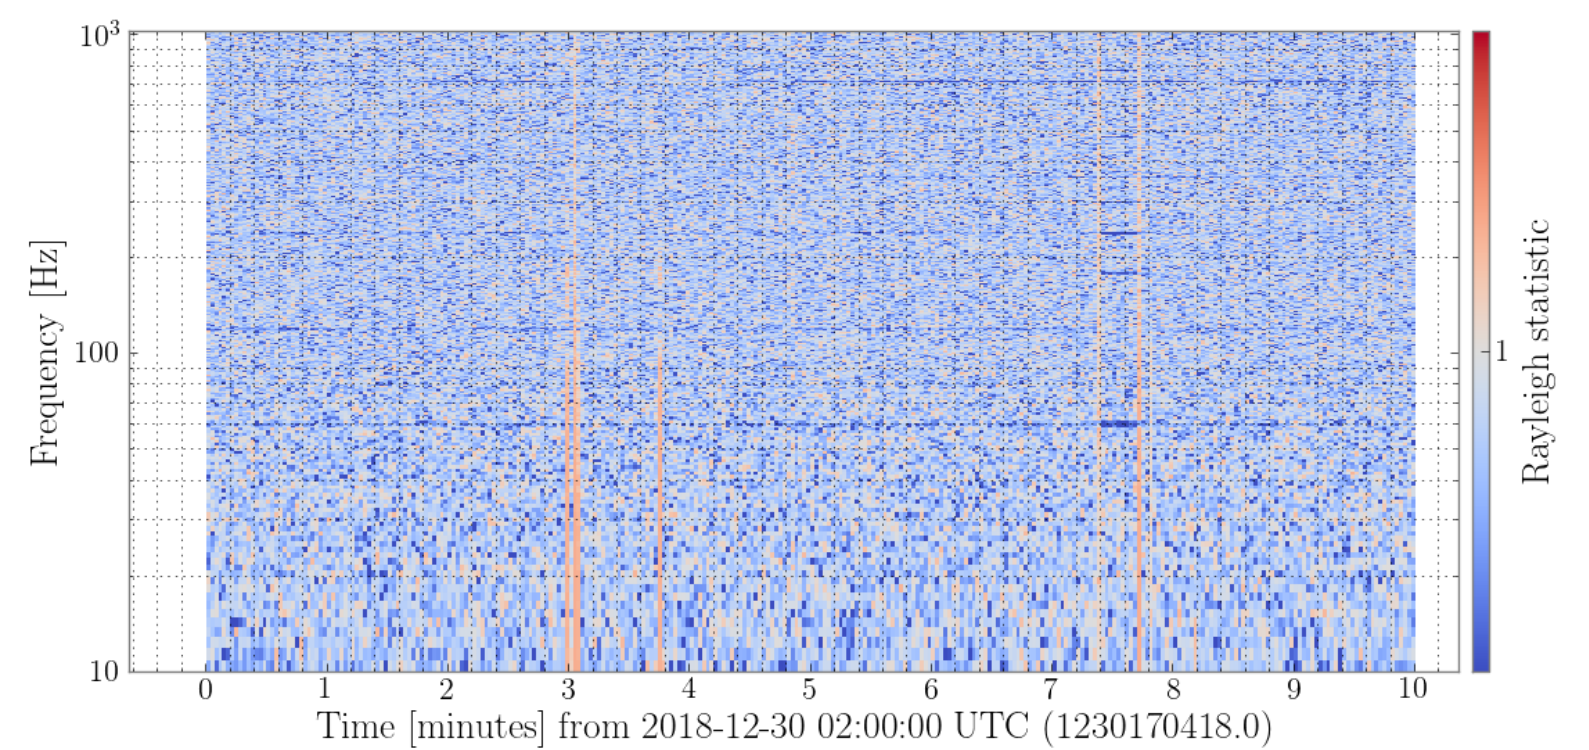 10³
100
10
Frequency [Hz]
0 1 2 3 4 5 6 7 8 9 10
Time [minutes] from 2018-12-30 02:00:00 UTC (1230170418.0)
1
Rayleigh statistic